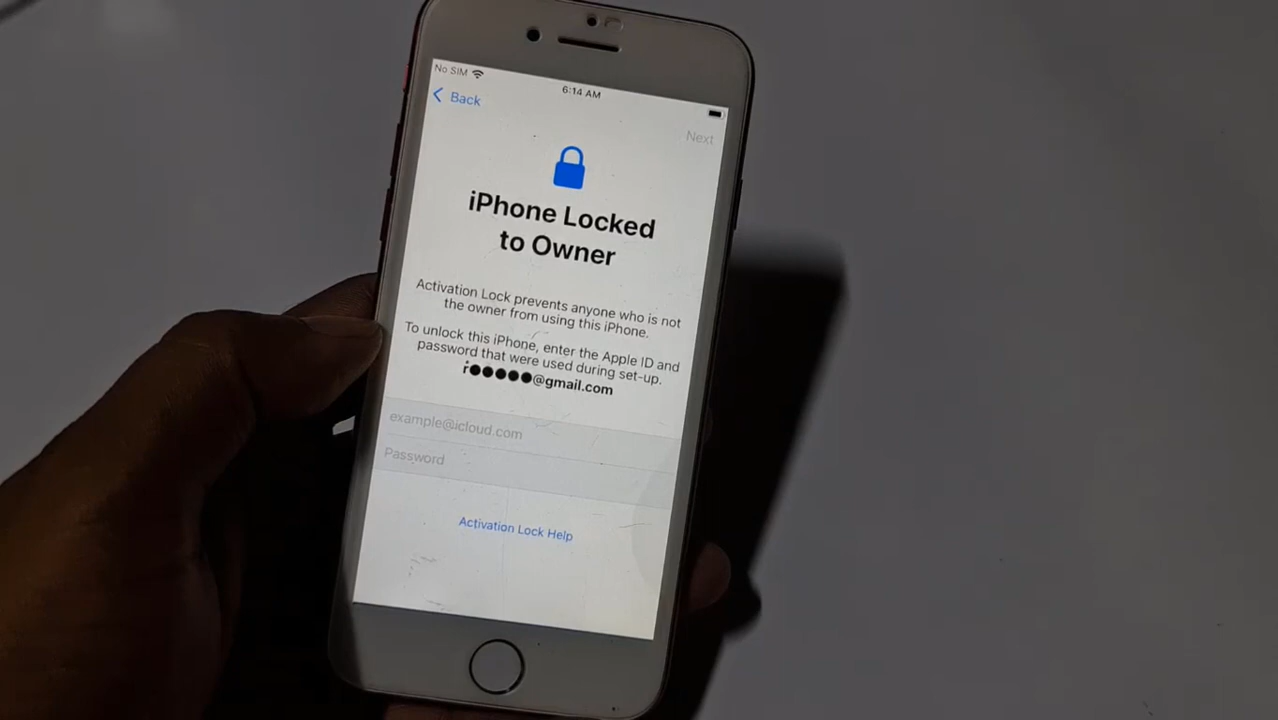 No SIM
6:14 AM
Back
Next
iPhone Locked
to Owner
Activation Lock prevents anyone who is not
the owner from using this iPhone.
To unlock this iPhone, enter the Apple ID and
password that were used during set-up.
r●●●●●@gmail.com
example@icloud.com
Password
Activation Lock Help